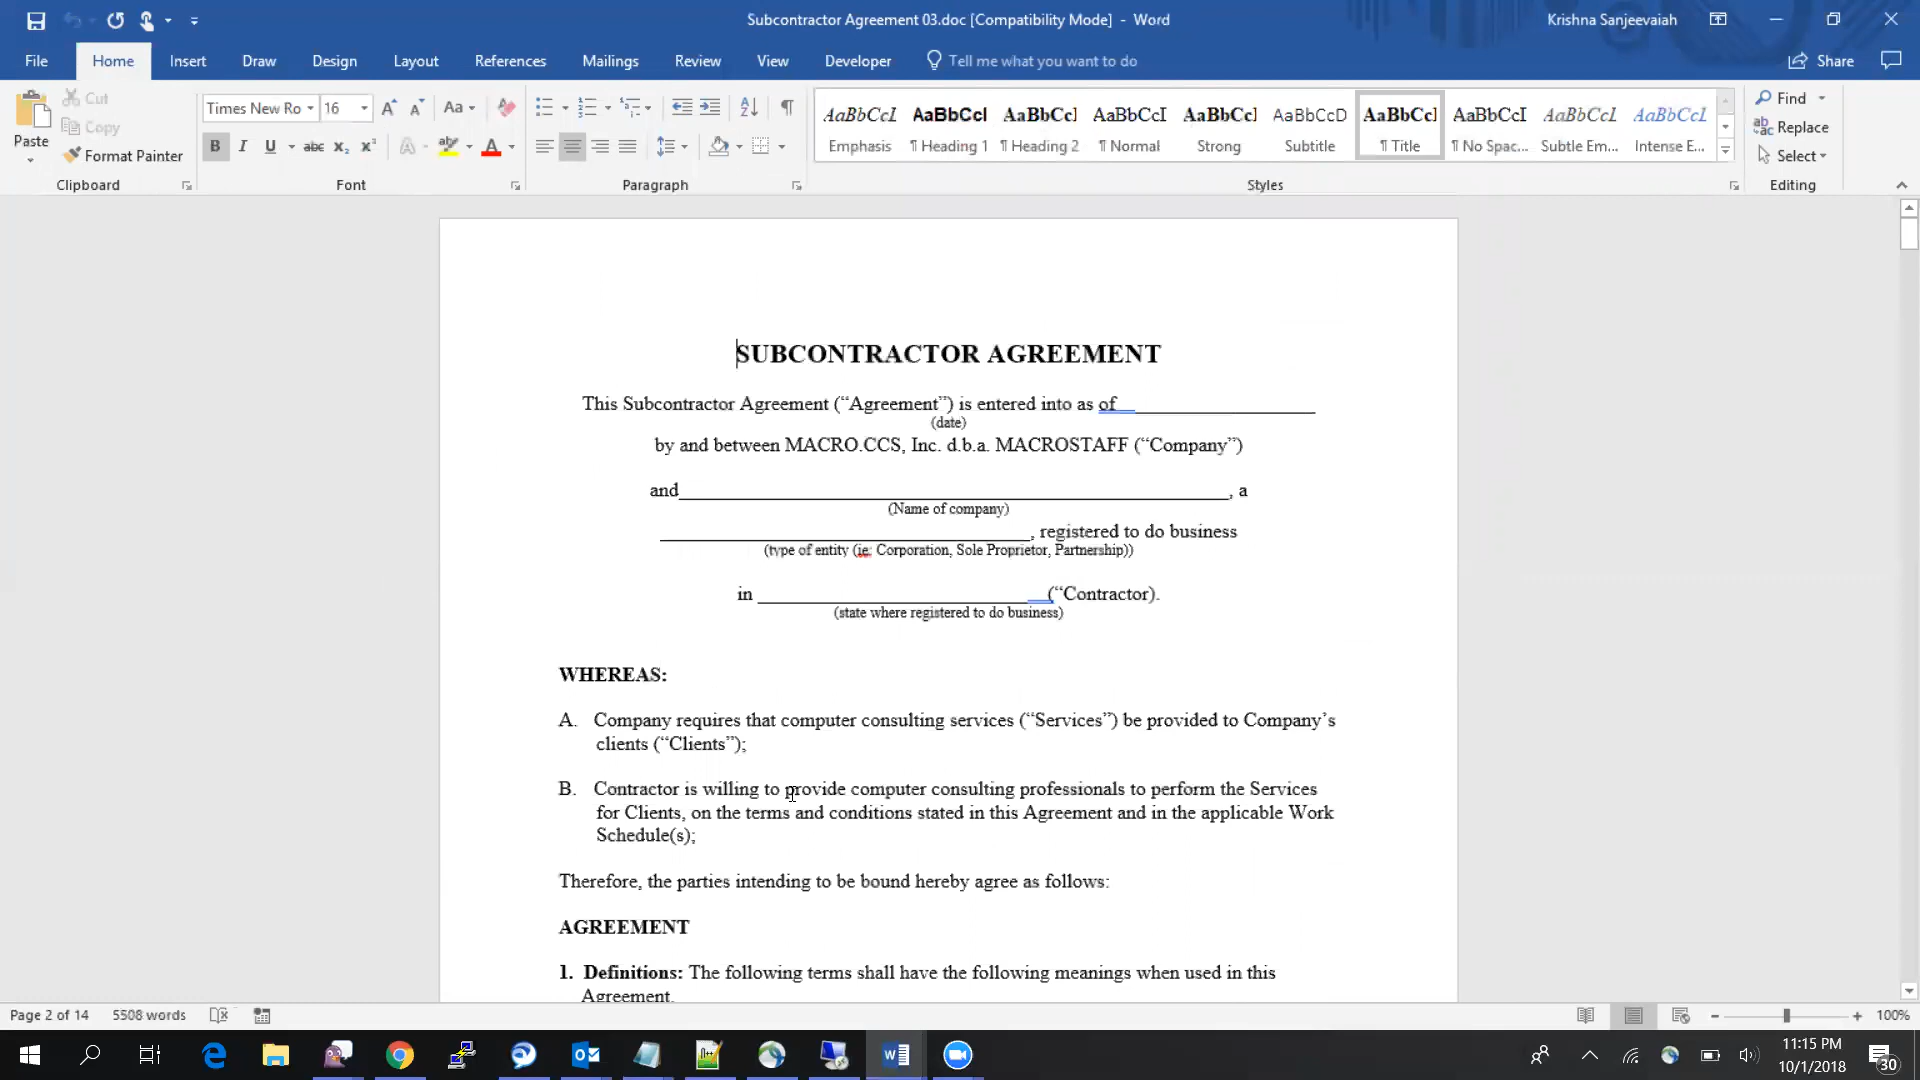 Subcontractor Agreement 03.doc [Compatibility Mode] - Word
Krishna Sanjeevaiah
File Home Insert Draw Design Layout References Mailings Review View Developer Tell me what you want to do Share
Paste Cut Copy Format Painter
Times New Ro 16 Aa
B I U abc x₂ x² A A
AaBbCcI AaBbCcI AaBbCcI AaBbCcI AaBbCcI AaBbCcD AaBbCcI AaBbCcI AaBbCcI AaBbCcI
Emphasis ¶ Heading 1 ¶ Heading 2 ¶ Normal Strong Subtitle ¶ Title ¶ No Spac... Subtle Em... Intense E...
Find Replace Select
Clipboard Font Paragraph Styles Editing
SUBCONTRACTOR AGREEMENT
This Subcontractor Agreement (“Agreement”) is entered into as of______________________
(date)
by and between MACRO.CCS, Inc. d.b.a. MACROSTAFF (“Company”)
and_______________________________________________________, a
(Name of company)
_____________________________________, registered to do business
(type of entity (ie: Corporation, Sole Proprietor, Partnership))
in ______________________________(“Contractor).
(state where registered to do business)
WHEREAS:
A. Company requires that computer consulting services (“Services”) be provided to Company’s
clients (“Clients”);
B. Contractor is willing to provide computer consulting professionals to perform the Services
for Clients, on the terms and conditions stated in this Agreement and in the applicable Work
Schedule(s);
Therefore, the parties intending to be bound hereby agree as follows:
AGREEMENT
1. Definitions: The following terms shall have the following meanings when used in this
Agreement.
Page 2 of 14 5508 words 100%
11:15 PM
10/1/2018
30